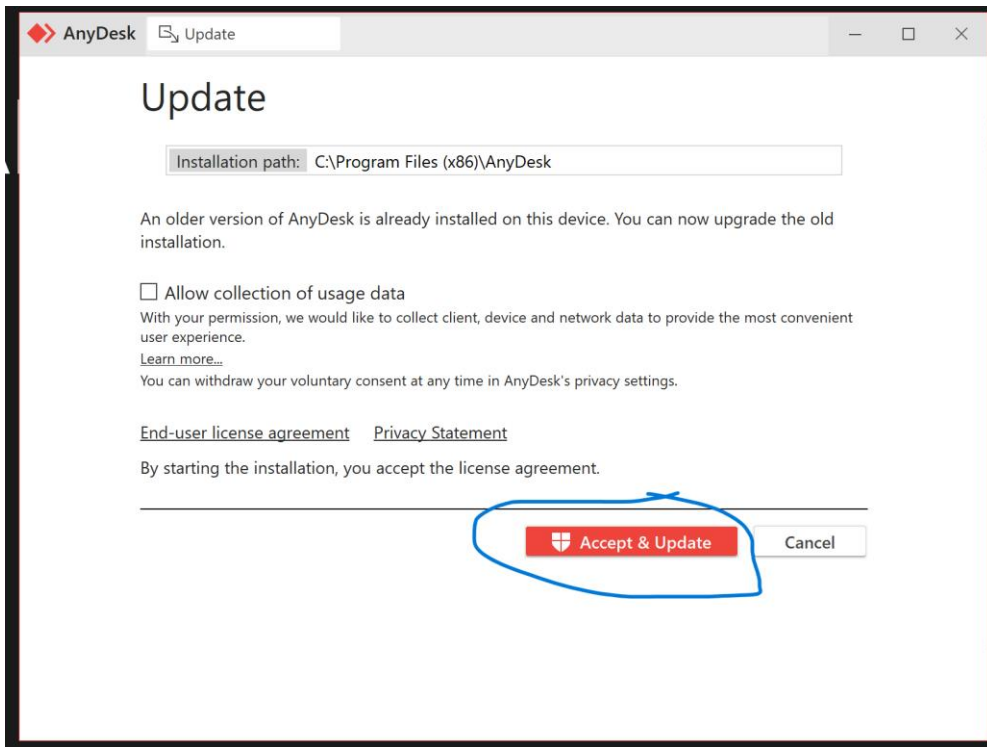 AnyDesk Update
Update
Installation path: C:\Program Files (x86)\AnyDesk
An older version of AnyDesk is already installed on this device. You can now upgrade the old
installation.
Allow collection of usage data
With your permission, we would like to collect client, device and network data to provide the most convenient
user experience.
Learn more...
You can withdraw your voluntary consent at any time in AnyDesk's privacy settings.
End-user license agreement Privacy Statement
By starting the installation, you accept the license agreement.
Accept & Update Cancel